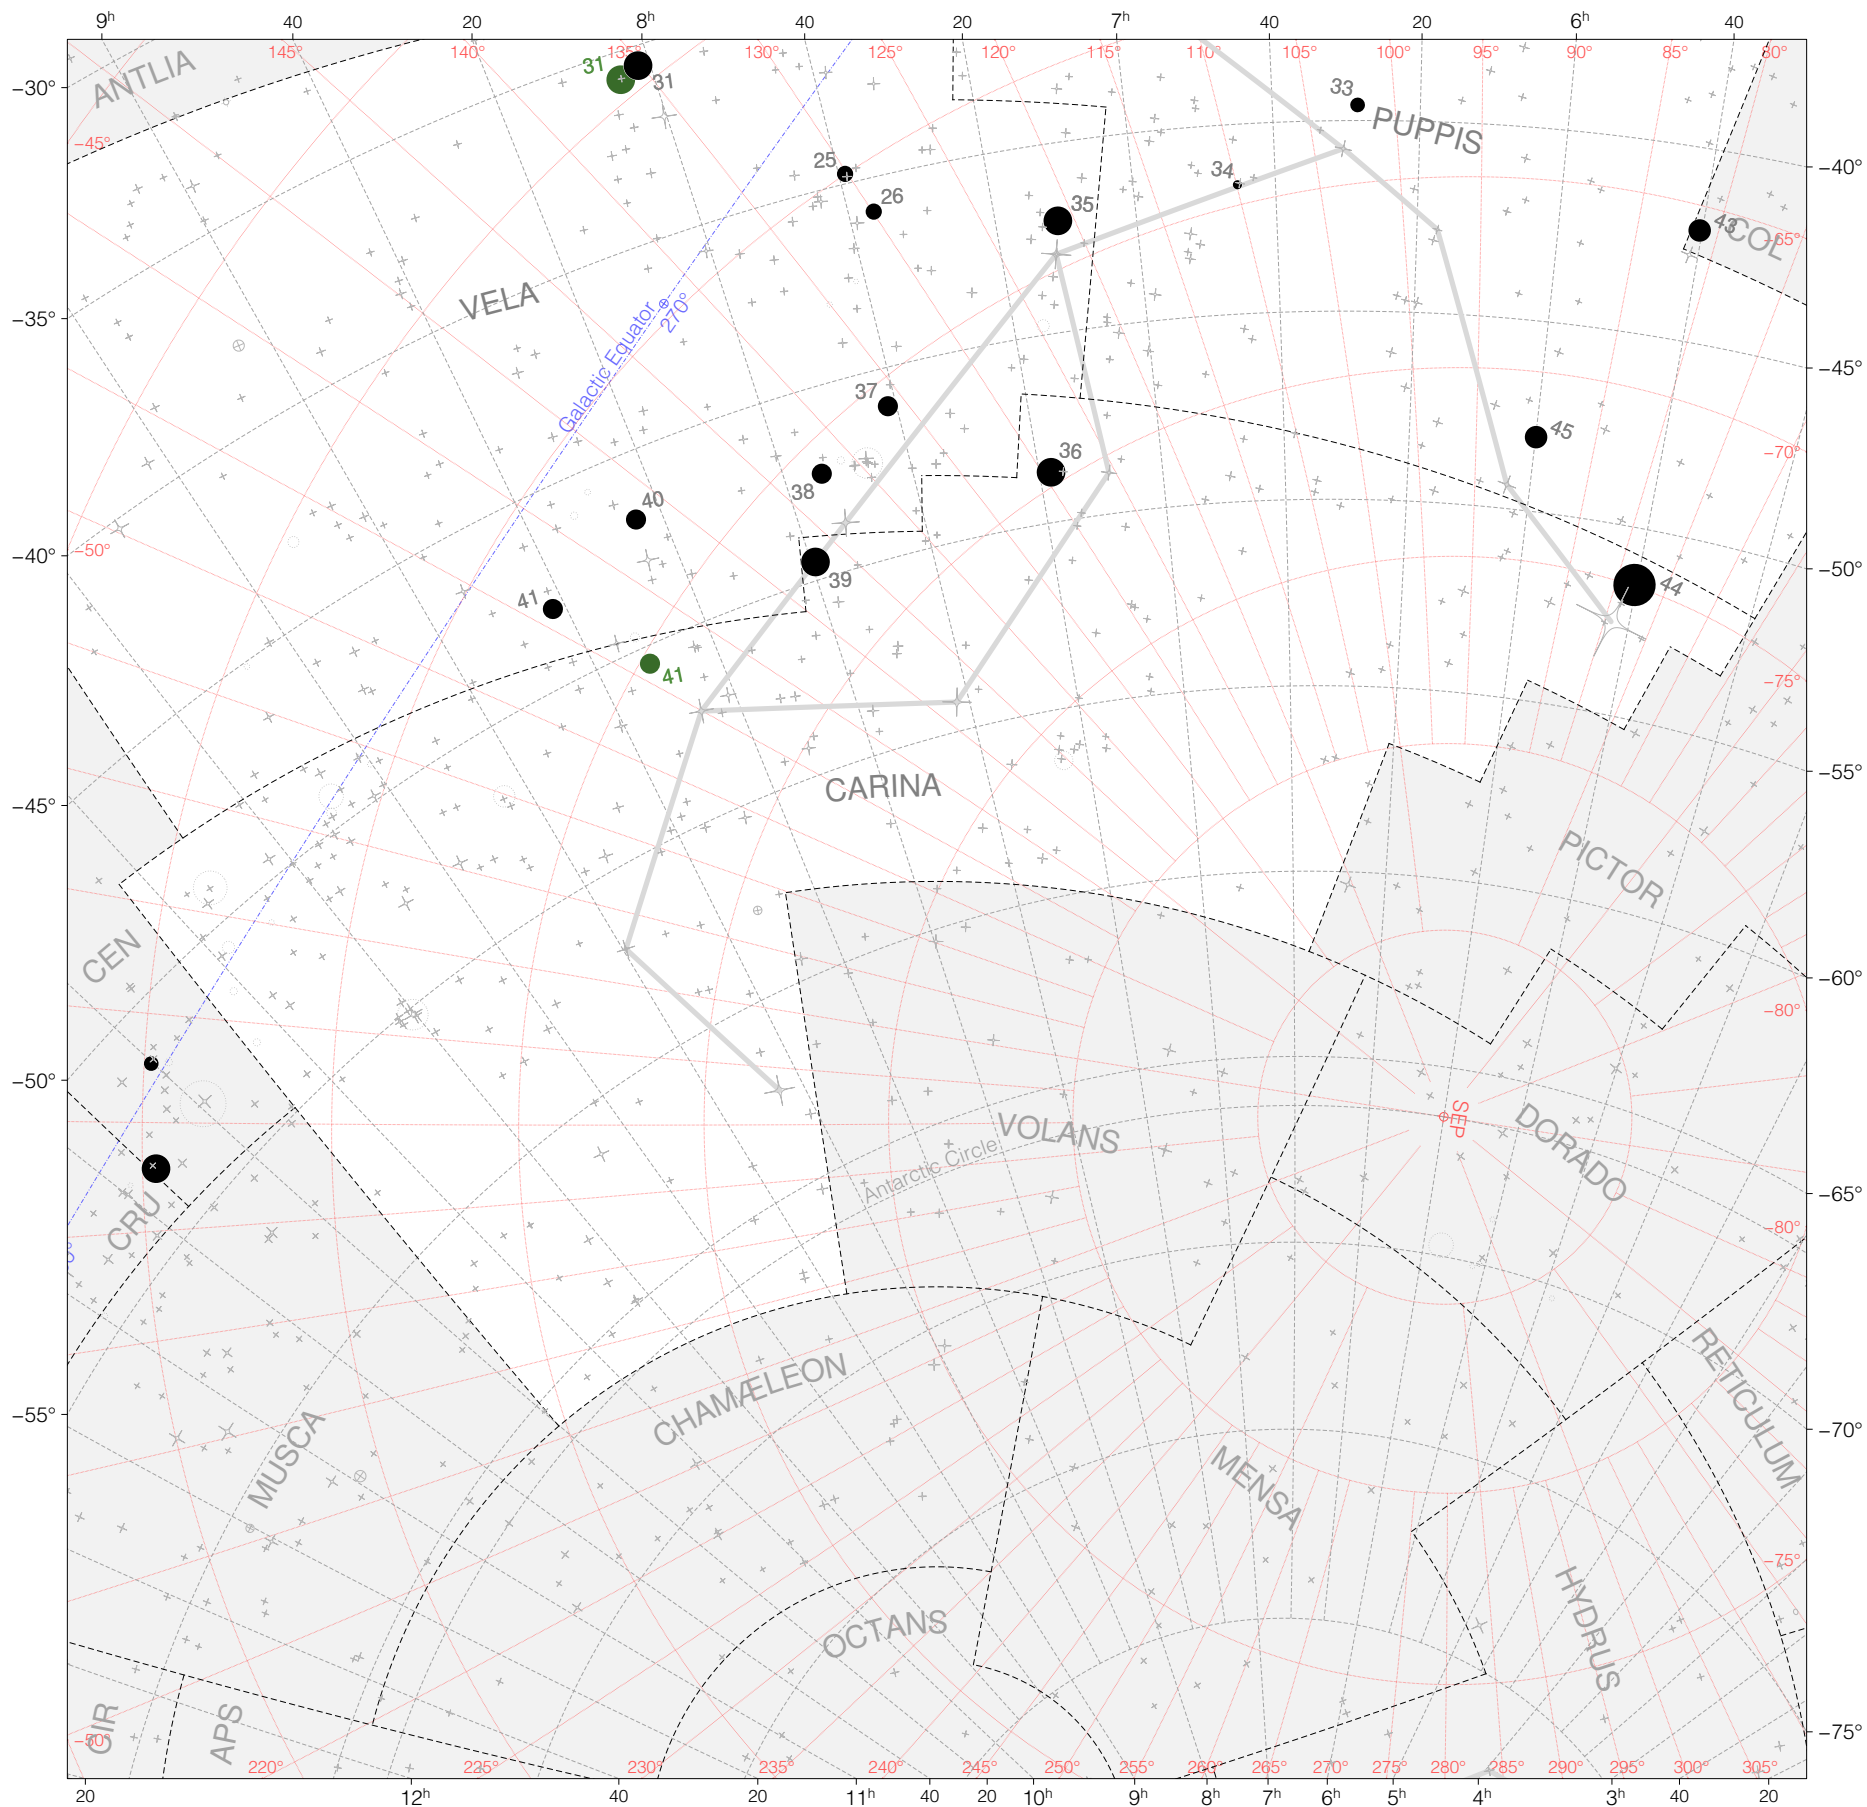 9h 40 20 8h 40 20 7h 40 20 6h 40
145° 140° 135° 130° 125° 120° 115° 110° 105° 100° 95° 90° 85° 80°
ANTLIA
31
31
33
PUPPIS
−30°
−45°
−40°
25
34
26
35
43
COL
−65°
VELA
270°
−35°
Galactic Equator
−45°
37
45
−70°
36
38
40
−40°
−50°
−50°
39
41
44
41
−75°
−55°
CARINA
−45°
PICTOR
CEN
−60°
−80°
−50°
VOLANS
SEP
DORADO
Antarctic Circle
−65°
CRU
−80°
RETICULUM
CHAMÆLEON
−55°
−70°
MUSCA
MENSA
−75°
HYDRUS
OCTANS
CIR
APS
−50°
−75°
220° 225° 230° 235° 240° 245° 250° 255° 260° 265° 270° 275° 280° 285° 290° 295° 300° 305°
20 12h 40 20 11h 40 20 10h 9h 8h 7h 6h 5h 4h 3h 40 20